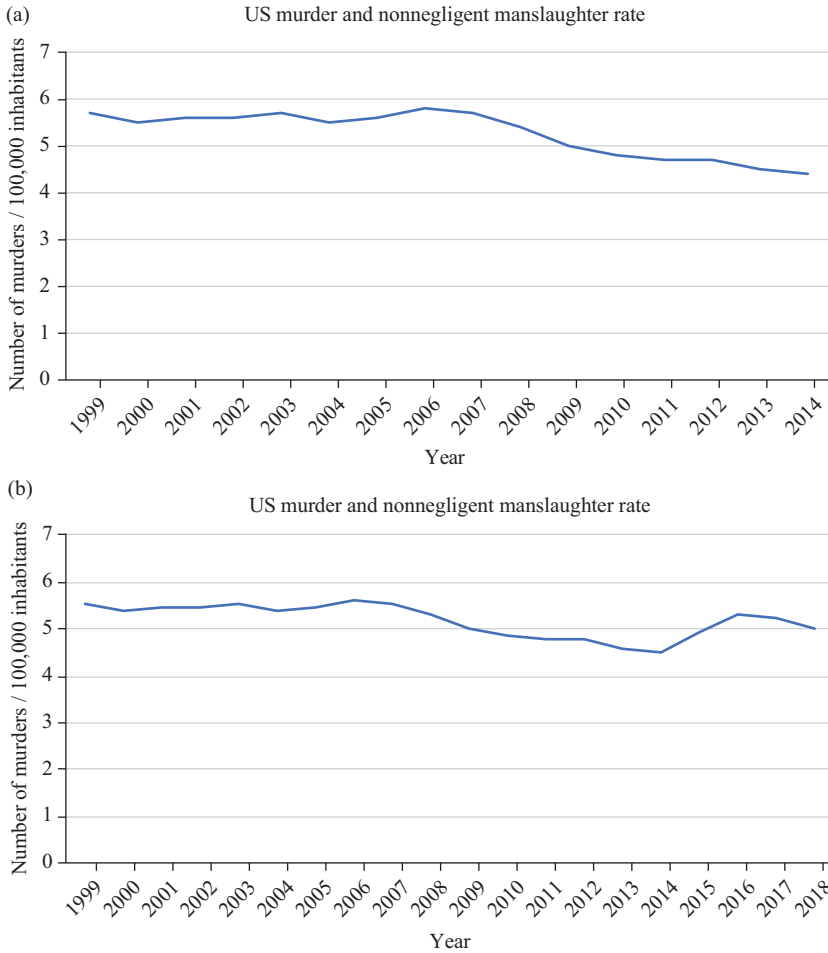 (a)
US murder and nonnegligent manslaughter rate
Number of murders / 100,000 inhabitants
7
6
5
4
3
2
1
0
1999 2000 2001 2002 2003 2004 2005 2006 2007 2008 2009 2010 2011 2012 2013 2014
Year
(b)
US murder and nonnegligent manslaughter rate
Number of murders / 100,000 inhabitants
7
6
5
4
3
2
1
0
1999 2000 2001 2002 2003 2004 2005 2006 2007 2008 2009 2010 2011 2012 2013 2014 2015 2016 2017 2018
Year